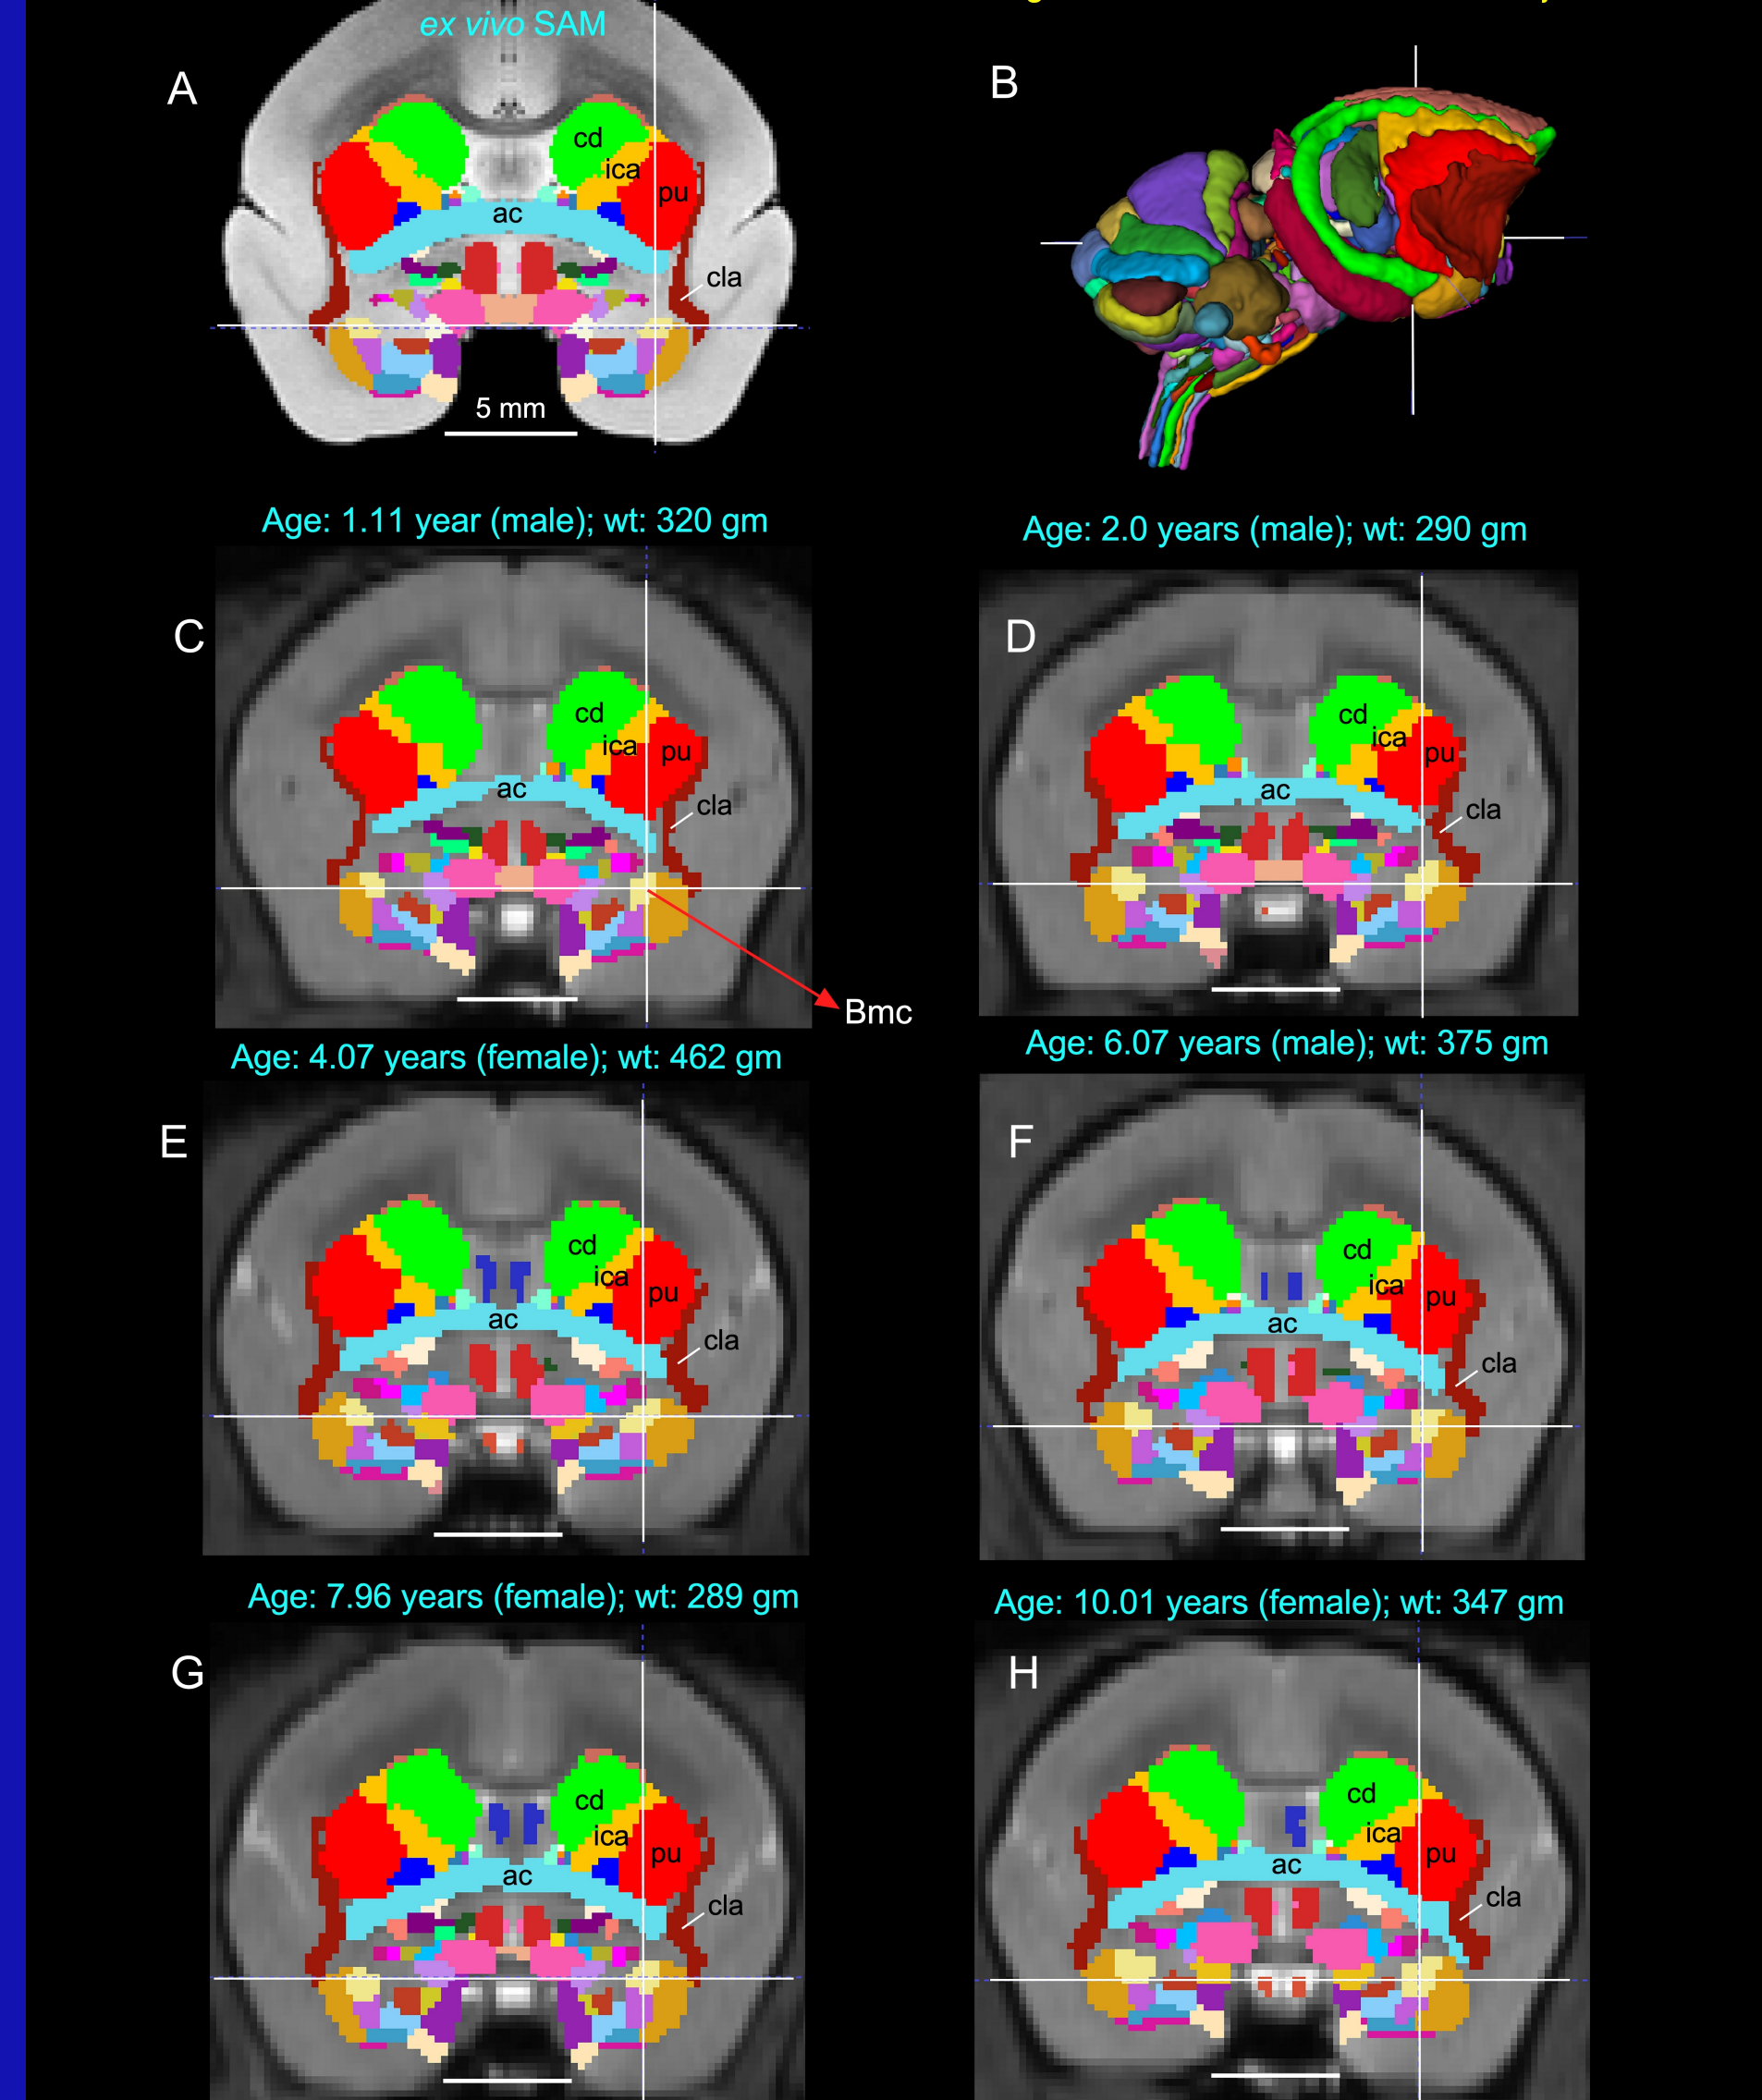 ex vivo SAM
A
B
cd
ica
pu
ac
cla
5 mm
Age: 1.11 year (male); wt: 320 gm
Age: 2.0 years (male); wt: 290 gm
C
D
cd
ica
pu
ac
cla
cd
ica
pu
ac
cla
Bmc
Age: 4.07 years (female); wt: 462 gm
Age: 6.07 years (male); wt: 375 gm
E
F
cd
ica
pu
ac
cla
cd
ica
pu
ac
cla
Age: 7.96 years (female); wt: 289 gm
Age: 10.01 years (female); wt: 347 gm
G
H
cd
ica
pu
ac
cla
cd
ica
pu
ac
cla